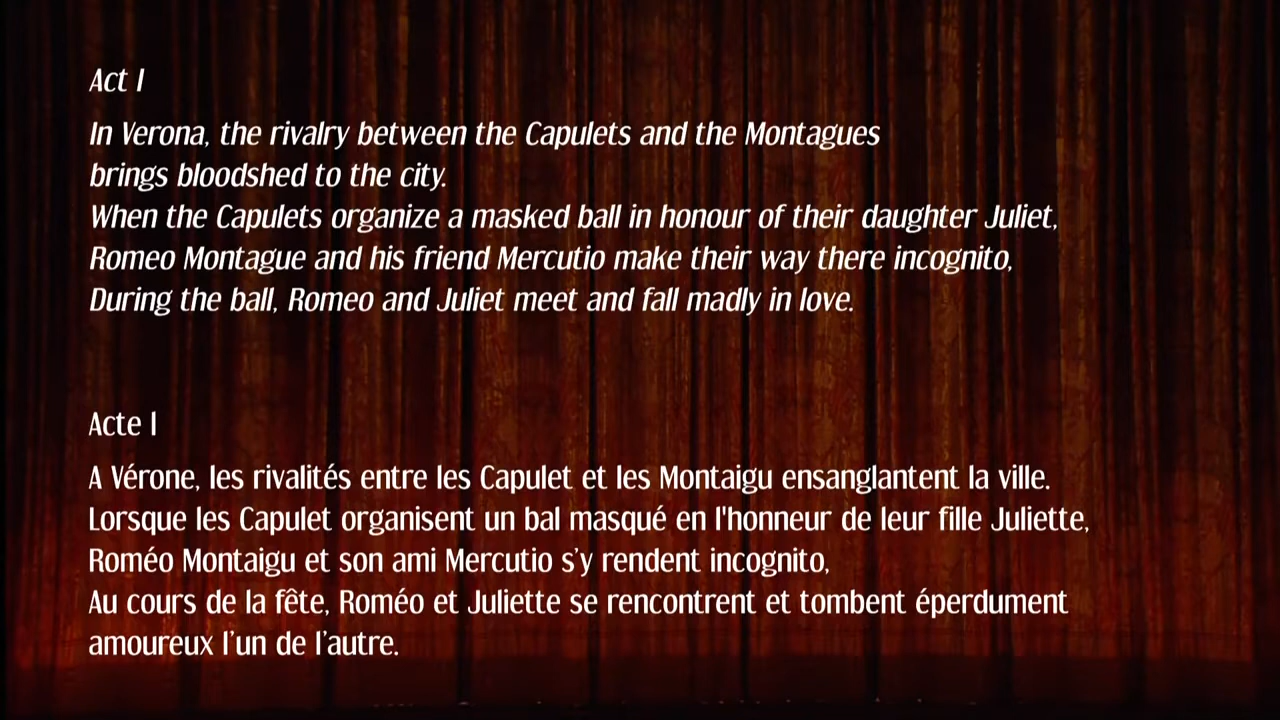 Act I
In Verona, the rivalry between the Capulets and the Montagues
brings bloodshed to the city.
When the Capulets organize a masked ball in honour of their daughter Juliet,
Romeo Montague and his friend Mercutio make their way there incognito,
During the ball, Romeo and Juliet meet and fall madly in love.
Acte I
A Vérone, les rivalités entre les Capulet et les Montaigu ensanglantent la ville.
Lorsque les Capulet organisent un bal masqué en l'honneur de leur fille Juliette,
Roméo Montaigu et son ami Mercutio s’y rendent incognito,
Au cours de la fête, Roméo et Juliette se rencontrent et tombent éperdument
amoureux l’un de l’autre.